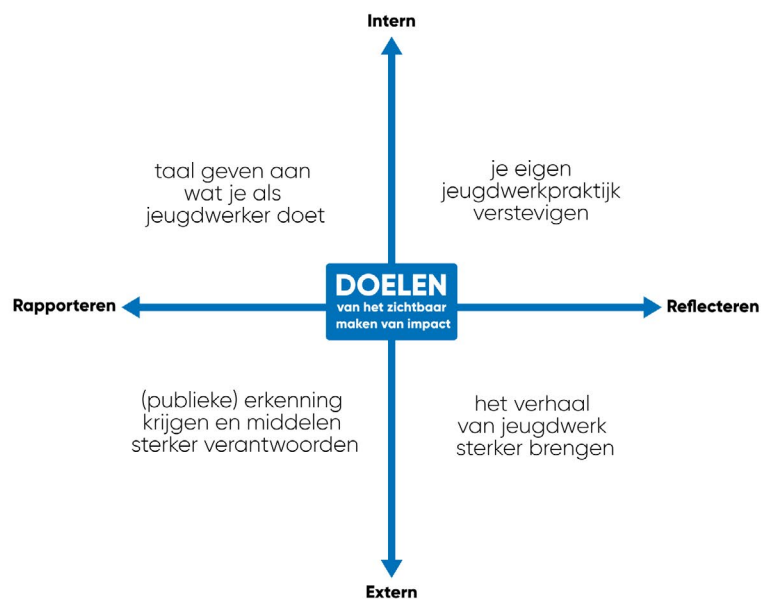 Intern
taal geven aan
wat je als
jeugdwerker doet
je eigen
jeugdwerkpraktijk
verstevigen
Rapporteren
DOELEN
van het zichtbaar
maken van impact
Reflecteren
(publieke) erkenning
krijgen en middelen
sterker verantwoorden
het verhaal
van jeugdwerk
sterker brengen
Extern